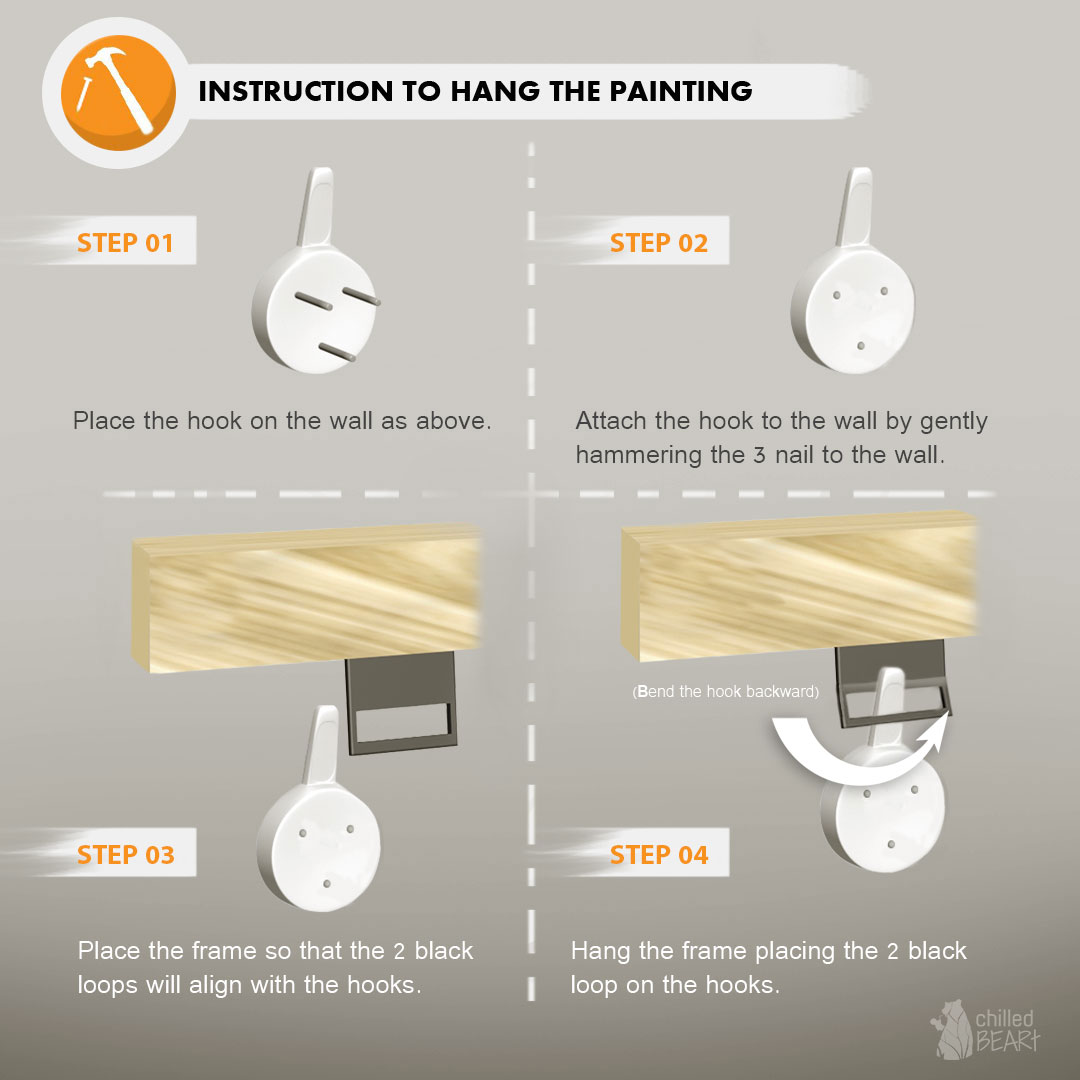 INSTRUCTION TO HANG THE PAINTING
STEP 01
Place the hook on the wall as above.
STEP 02
Attach the hook to the wall by gently
hammering the 3 nail to the wall.
STEP 03
Place the frame so that the 2 black
loops will align with the hooks.
(Bend the hook backward)
STEP 04
Hang the frame placing the 2 black
loop on the hooks.
chilled
BEARt